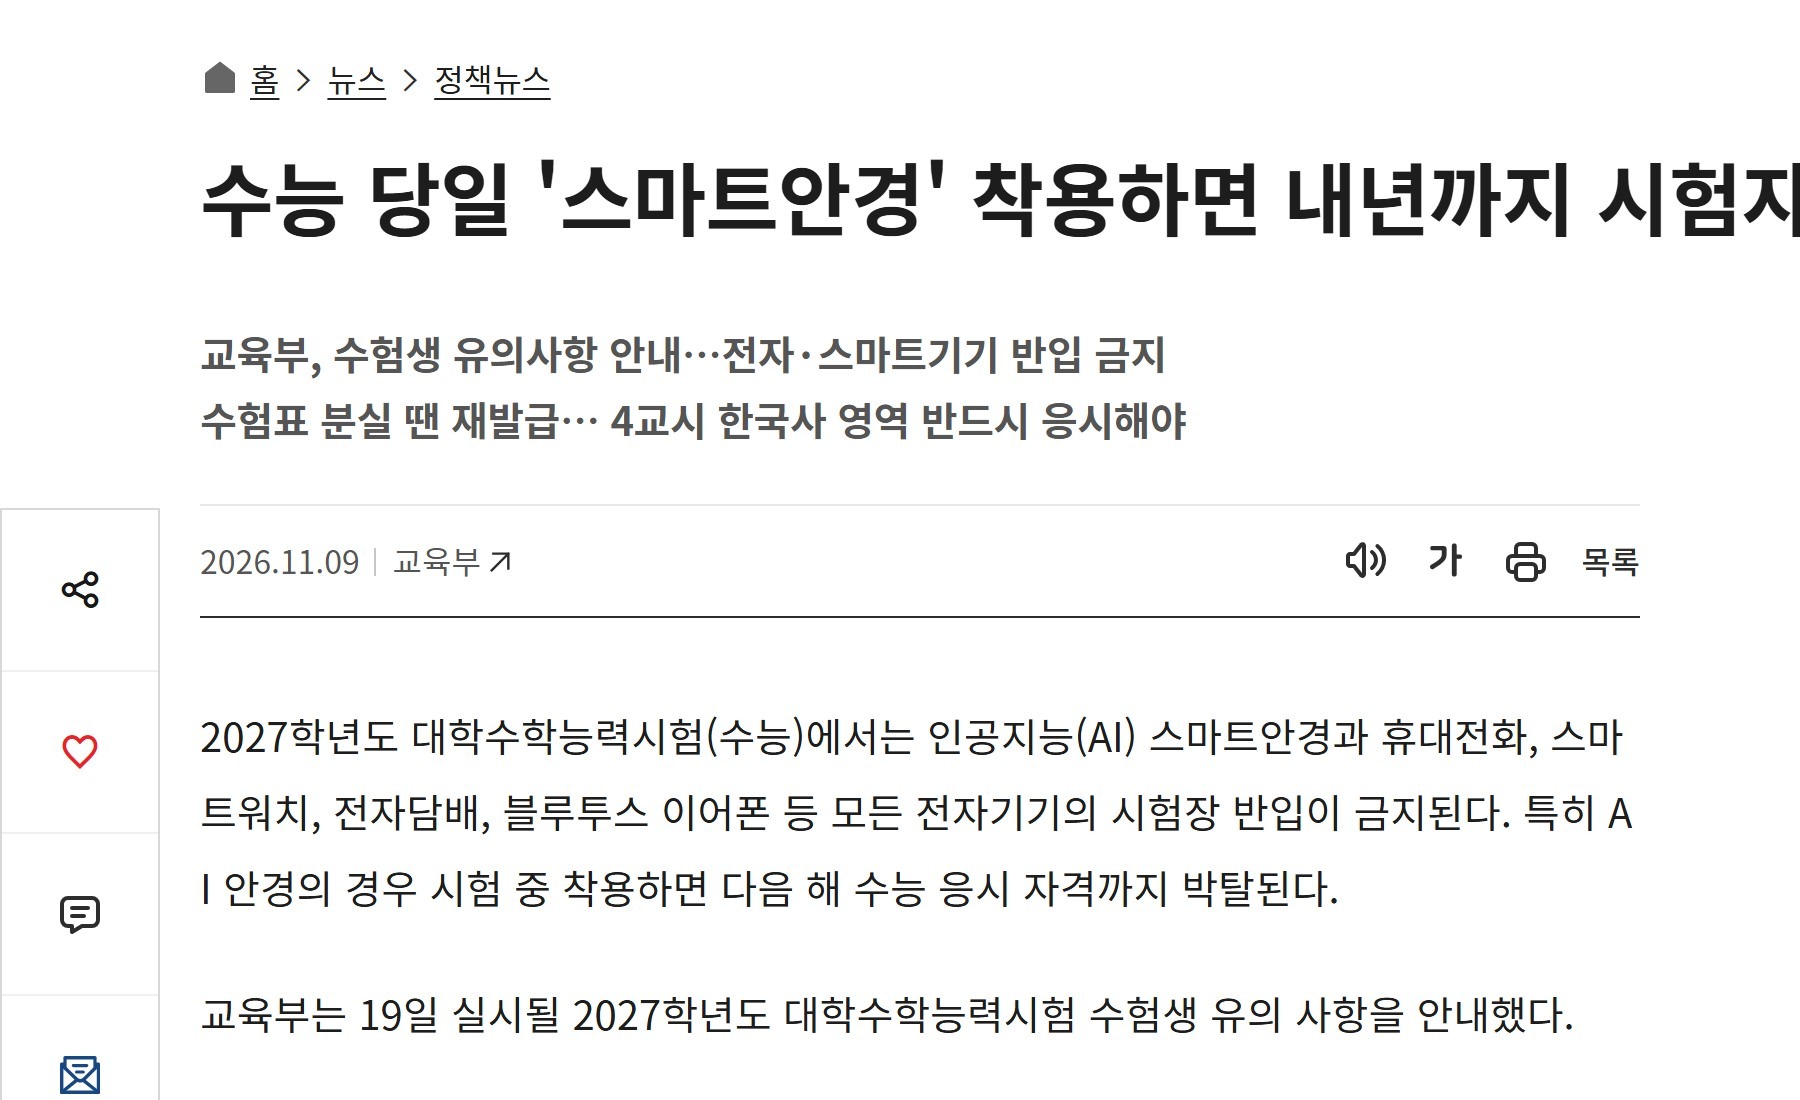 홈 > 뉴스 > 정책뉴스
수능 당일 '스마트안경' 착용하면 내년까지 시험
교육부, 수험생 유의사항 안내…전자·스마트기기 반입 금지
수험표 분실 땐 재발급… 4교시 한국사 영역 반드시 응시해야
2026.11.09 교육부
가 목록
2027학년도 대학수학능력시험(수능)에서는 인공지능(AI) 스마트안경과 휴대전화, 스마
트워치, 전자담배, 블루투스 이어폰 등 모든 전자기기의 시험장 반입이 금지된다. 특히 A
I 안경의 경우 시험 중 착용하면 다음 해 수능 응시 자격까지 박탈된다.
교육부는 19일 실시될 2027학년도 대학수학능력시험 수험생 유의 사항을 안내했다.